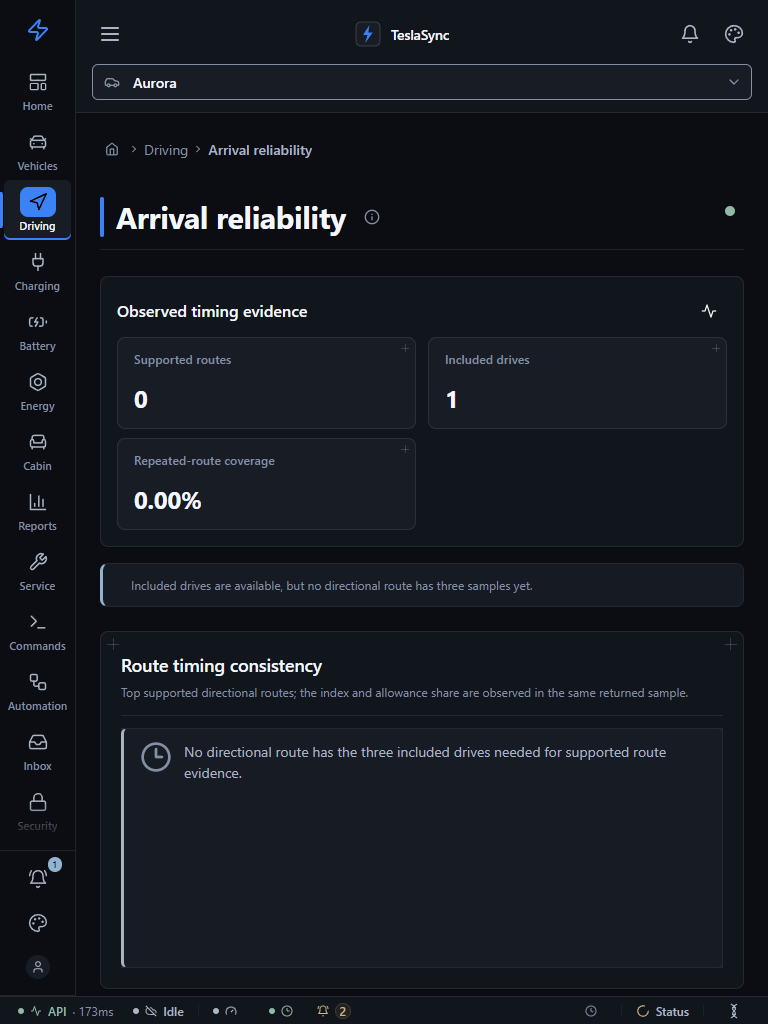 TeslaSync
Aurora
Home
Vehicles
Driving
Charging
Battery
Energy
Cabin
Reports
Service
Commands
Automation
Inbox
Security
1
Driving
Arrival reliability
Arrival reliability
Observed timing evidence
Supported routes
0
Included drives
1
Repeated-route coverage
0.00%
Included drives are available, but no directional route has three samples yet.
Route timing consistency
Top supported directional routes; the index and allowance share are observed in the same returned sample.
No directional route has the three included drives needed for supported route
evidence.
API · 173ms
Idle
2
Status